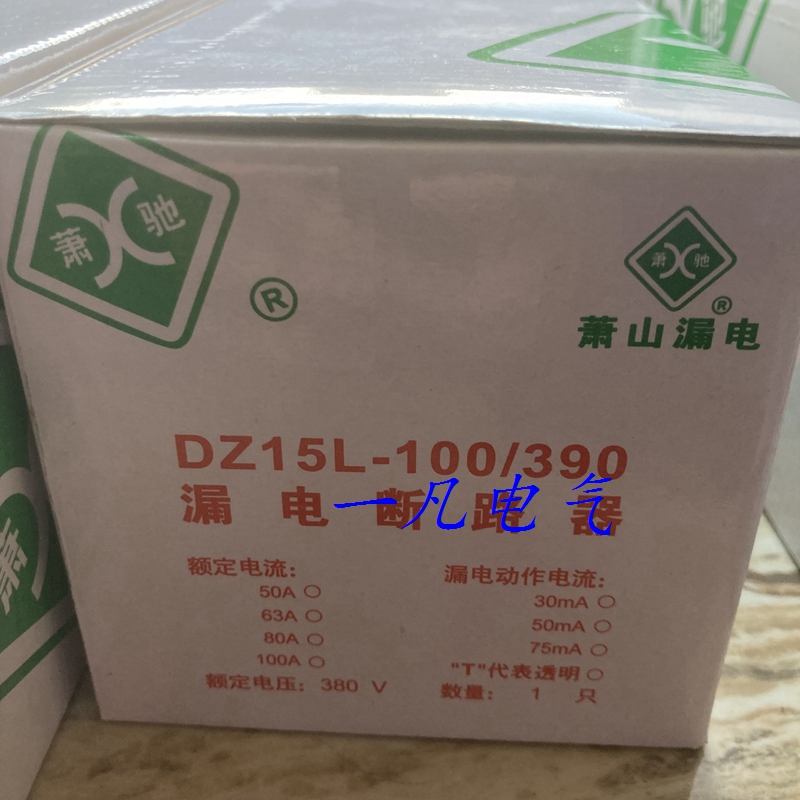 萧 驰
®
萧 驰
®
萧山漏电
DZ15L-100/390
漏电断路器
一凡电气
额定电流:
50A○
63A○
80A○
100A○
额定电压: 380 V
漏电动作电流:
30mA○
50mA○
75mA○
"T"代表透明○
数量: 1 只
萧
驰